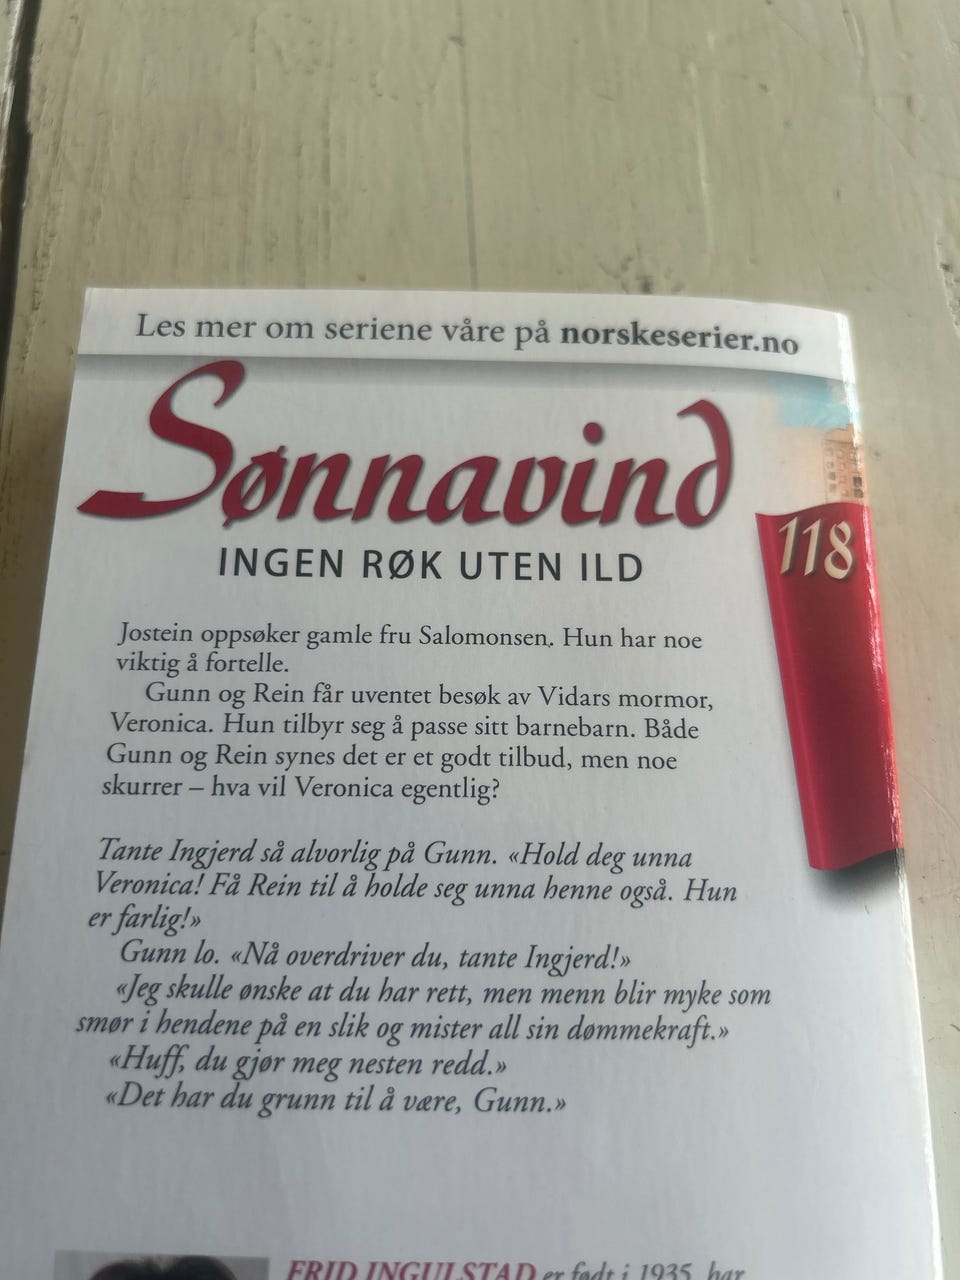 Les mer om seriene våre på norskeserier.no
Sønnavind
118
INGEN RØK UTEN ILD
Jostein oppsøker gamle fru Salomonsen. Hun har noe
viktig å fortelle.
Gunn og Rein får uventet besøk av Vidars mormor,
Veronica. Hun tilbyr seg å passe sitt barnebarn. Både
Gunn og Rein synes det er et godt tilbud, men noe
skurrer – hva vil Veronica egentlig?
Tante Ingjerd så alvorlig på Gunn. «Hold deg unna
Veronica! Få Rein til å holde seg unna henne også. Hun
er farlig!»
Gunn lo. «Nå overdriver du, tante Ingjerd!»
«Jeg skulle ønske at du har rett, men menn blir myke som
smør i hendene på en slik og mister all sin dømmekraft.»
«Huff, du gjør meg nesten redd.»
«Det har du grunn til å være, Gunn.»
FRID INGULSTAD er født i 1935, har